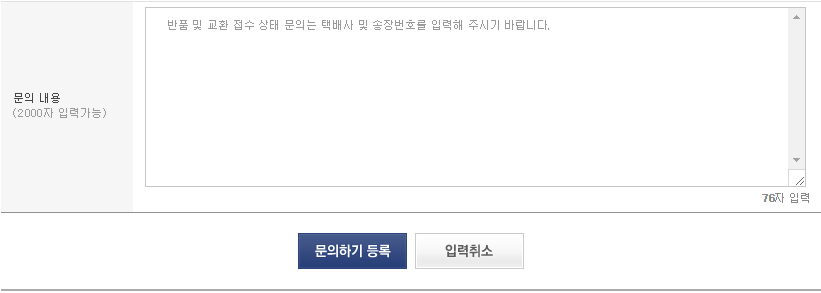 반품 및 교환 접수 상태 문의는 택배사 및 송장번호를 입력해 주시기 바랍니다.
문의 내용
(2000자 입력가능)
76자 입력
문의하기 등록 입력취소